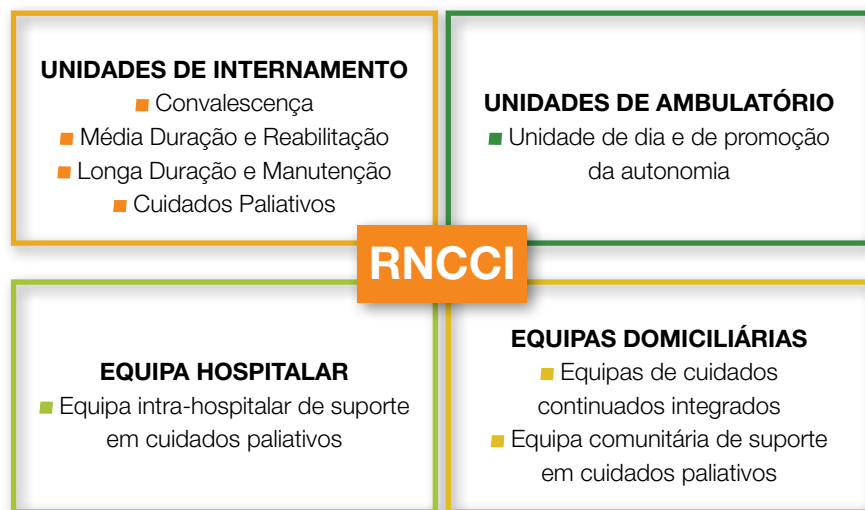 UNIDADES DE INTERNAMENTO
■ Convalescença
■ Média Duração e Reabilitação
■ Longa Duração e Manutenção
■ Cuidados Paliativos
UNIDADES DE AMBULATÓRIO
■ Unidade de dia e de promoção
da autonomia
RNCCI
EQUIPA HOSPITALAR
■ Equipa intra-hospitalar de suporte
em cuidados paliativos
EQUIPAS DOMICILIÁRIAS
■ Equipas de cuidados
continuados integrados
■ Equipa comunitária de suporte
em cuidados paliativos